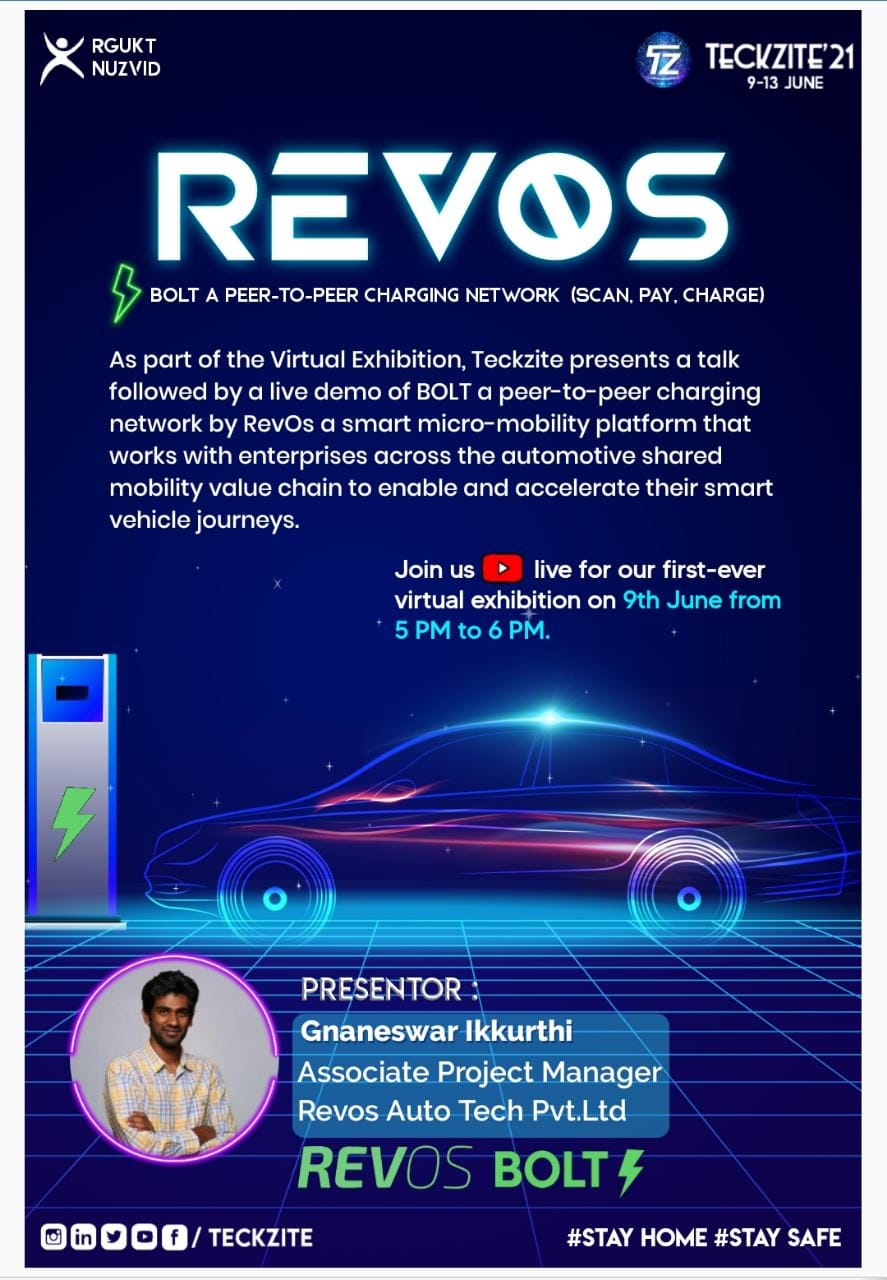 RGUKT
NUZVID
TZ
TECKZITE'21
9-13 JUNE
REVOS
BOLT A PEER-TO-PEER CHARGING NETWORK (SCAN, PAY, CHARGE)
As part of the Virtual Exhibition, Teckzite presents a talk
followed by a live demo of BOLT a peer-to-peer charging
network by RevOs a smart micro-mobility platform that
works with enterprises across the automotive shared
mobility value chain to enable and accelerate their smart
vehicle journeys.
Join us live for our first-ever
virtual exhibition on 9th June from
5 PM to 6 PM.
PRESENTOR :
Gnaneswar Ikkurthi
Associate Project Manager
Revos Auto Tech Pvt.Ltd
REVOS BOLT
/ TECKZITE
#STAY HOME #STAY SAFE